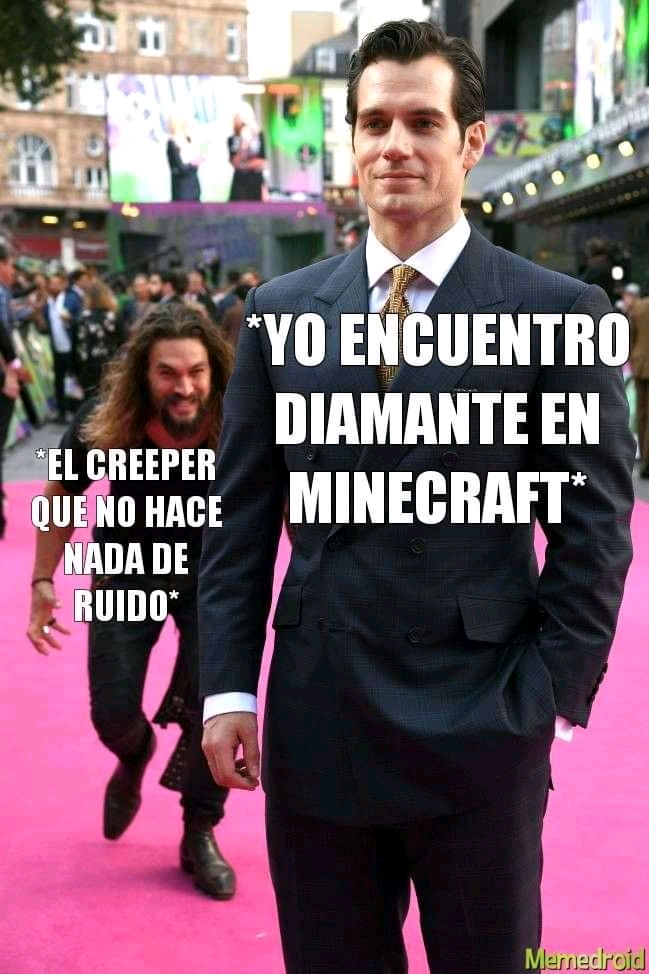 *YO ENCUENTRO
DIAMANTE EN
MINECRAFT*
*EL CREEPER
QUE NO HACE
NADA DE
RUIDO*
Memedroid